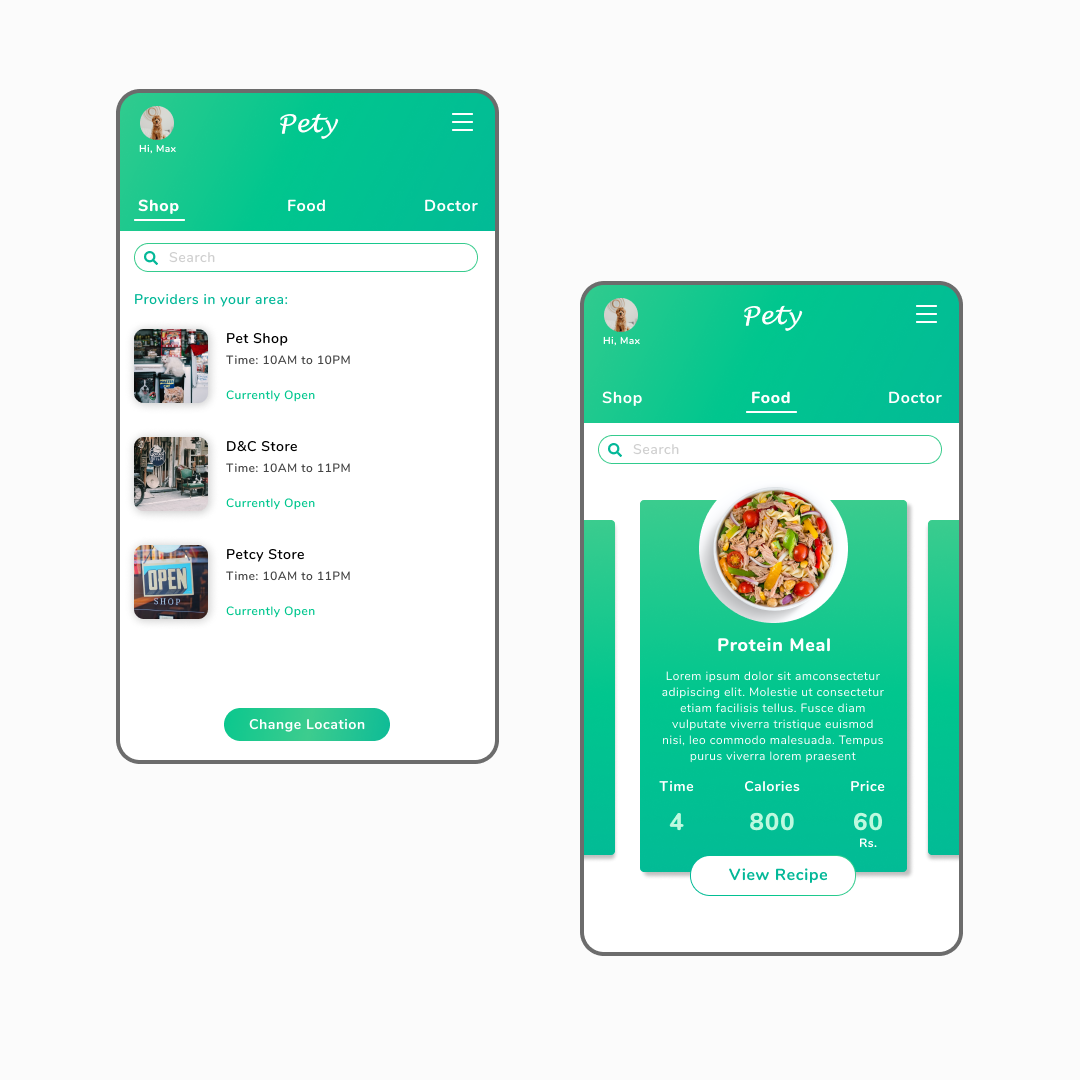 Pety
Hi, Max
Shop Food Doctor
Search
Providers in your area:
Pet Shop
Time: 10AM to 10PM
Currently Open
D&C Store
Time: 10AM to 11PM
Currently Open
Petcy Store
Time: 10AM to 11PM
Currently Open
OPEN
SHOP
Change Location
Pety
Hi, Max
Shop Food Doctor
Search
Protein Meal
Lorem ipsum dolor sit amconsectetur
adipiscing elit. Molestie ut consectetur
etiam facilisis tellus. Fusce diam
vulputate viverra tristique euismod
nisi, leo commodo malesuada. Tempus
purus viverra lorem praesent
Time Calories Price
4 800 60
Rs.
View Recipe